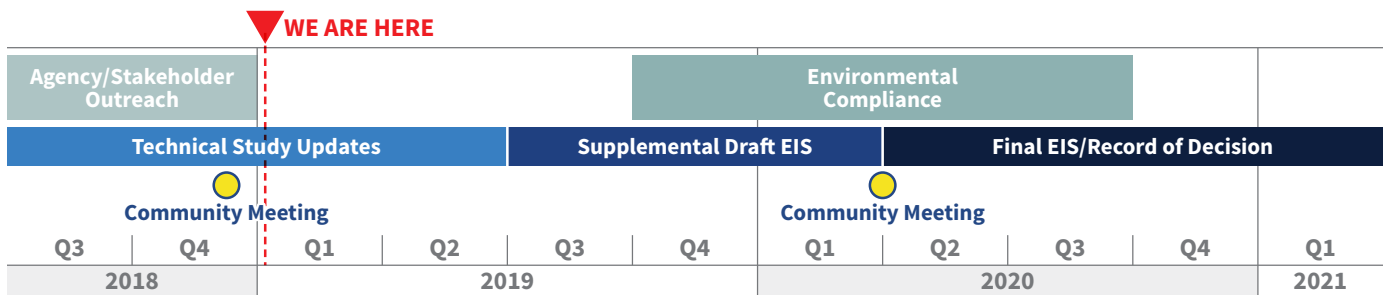 WE ARE HERE
Agency/Stakeholder
Outreach
Environmental
Compliance
Technical Study Updates
Supplemental Draft EIS
Final EIS/Record of Decision
Community Meeting
Community Meeting
Q3 Q4 Q1 Q2 Q3 Q4 Q1 Q2 Q3 Q4 Q1
2018 2019 2020 2021